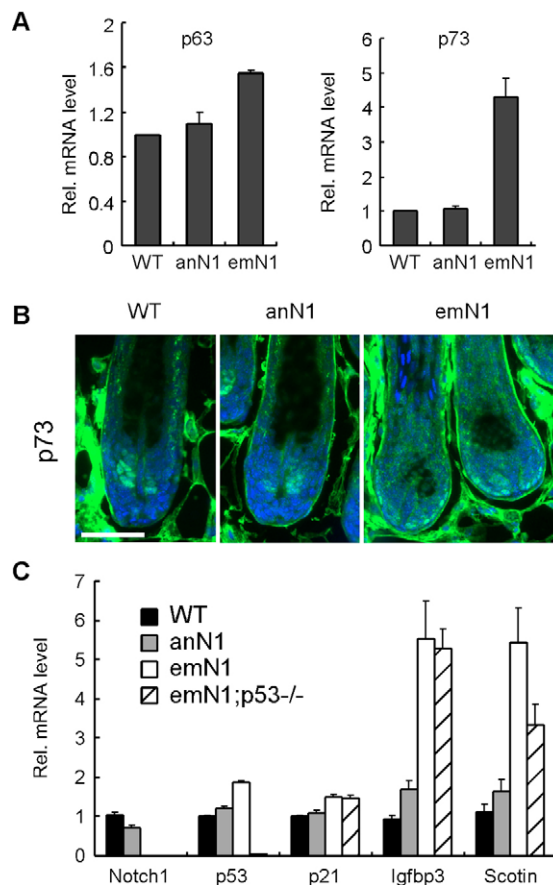 A
p63
Rel. mRNA level
1.6
1.2
0.8
0.4
0
WT anN1 emN1
p73
Rel. mRNA level
6
5
4
3
2
1
0
WT anN1 emN1
B
WT anN1 emN1
p73
C
Rel. mRNA level
7
6
5
4
3
2
1
0
WT
anN1
emN1
emN1;p53-/-
Notch1 p53 p21 Igfbp3 Scotin